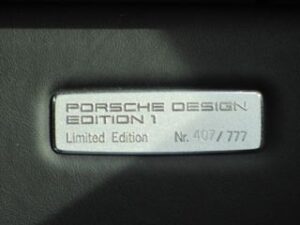 PORSCHE DESIGN
EDITION 1
Limited Edition Nr. 407/777